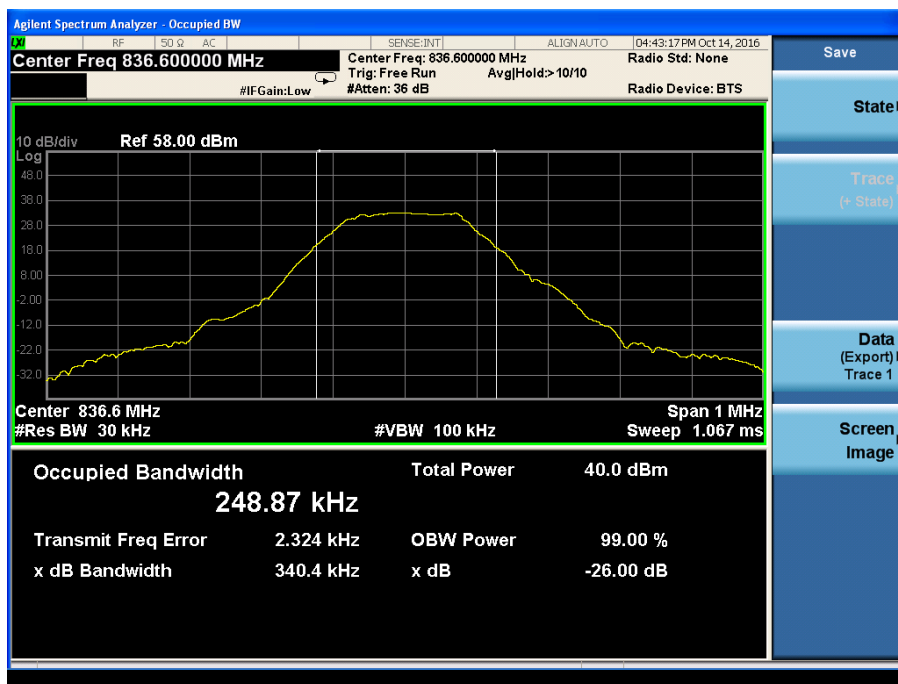 Agilent Spectrum Analyzer - Occupied BW
LXI RF 50 Ω AC SENSE:INT ALIGN AUTO 04:43:17 PM Oct 14, 2016
Center Freq 836.600000 MHz
Center Freq: 836.600000 MHz
Radio Std: None
Trig: Free Run Avg|Hold:> 10/10
#IFGain:Low
#Atten: 36 dB
Radio Device: BTS
10 dB/div Ref 58.00 dBm
Log
48.0
38.0
28.0
18.0
8.00
-2.00
-12.0
-22.0
-32.0
Center 836.6 MHz Span 1 MHz
#Res BW 30 kHz #VBW 100 kHz Sweep 1.067 ms
Occupied Bandwidth Total Power 40.0 dBm
248.87 kHz
Transmit Freq Error 2.324 kHz OBW Power 99.00 %
x dB Bandwidth 340.4 kHz x dB -26.00 dB
Save
State
Trace
(+ State)
Data
(Export)
Trace 1
Screen
Image